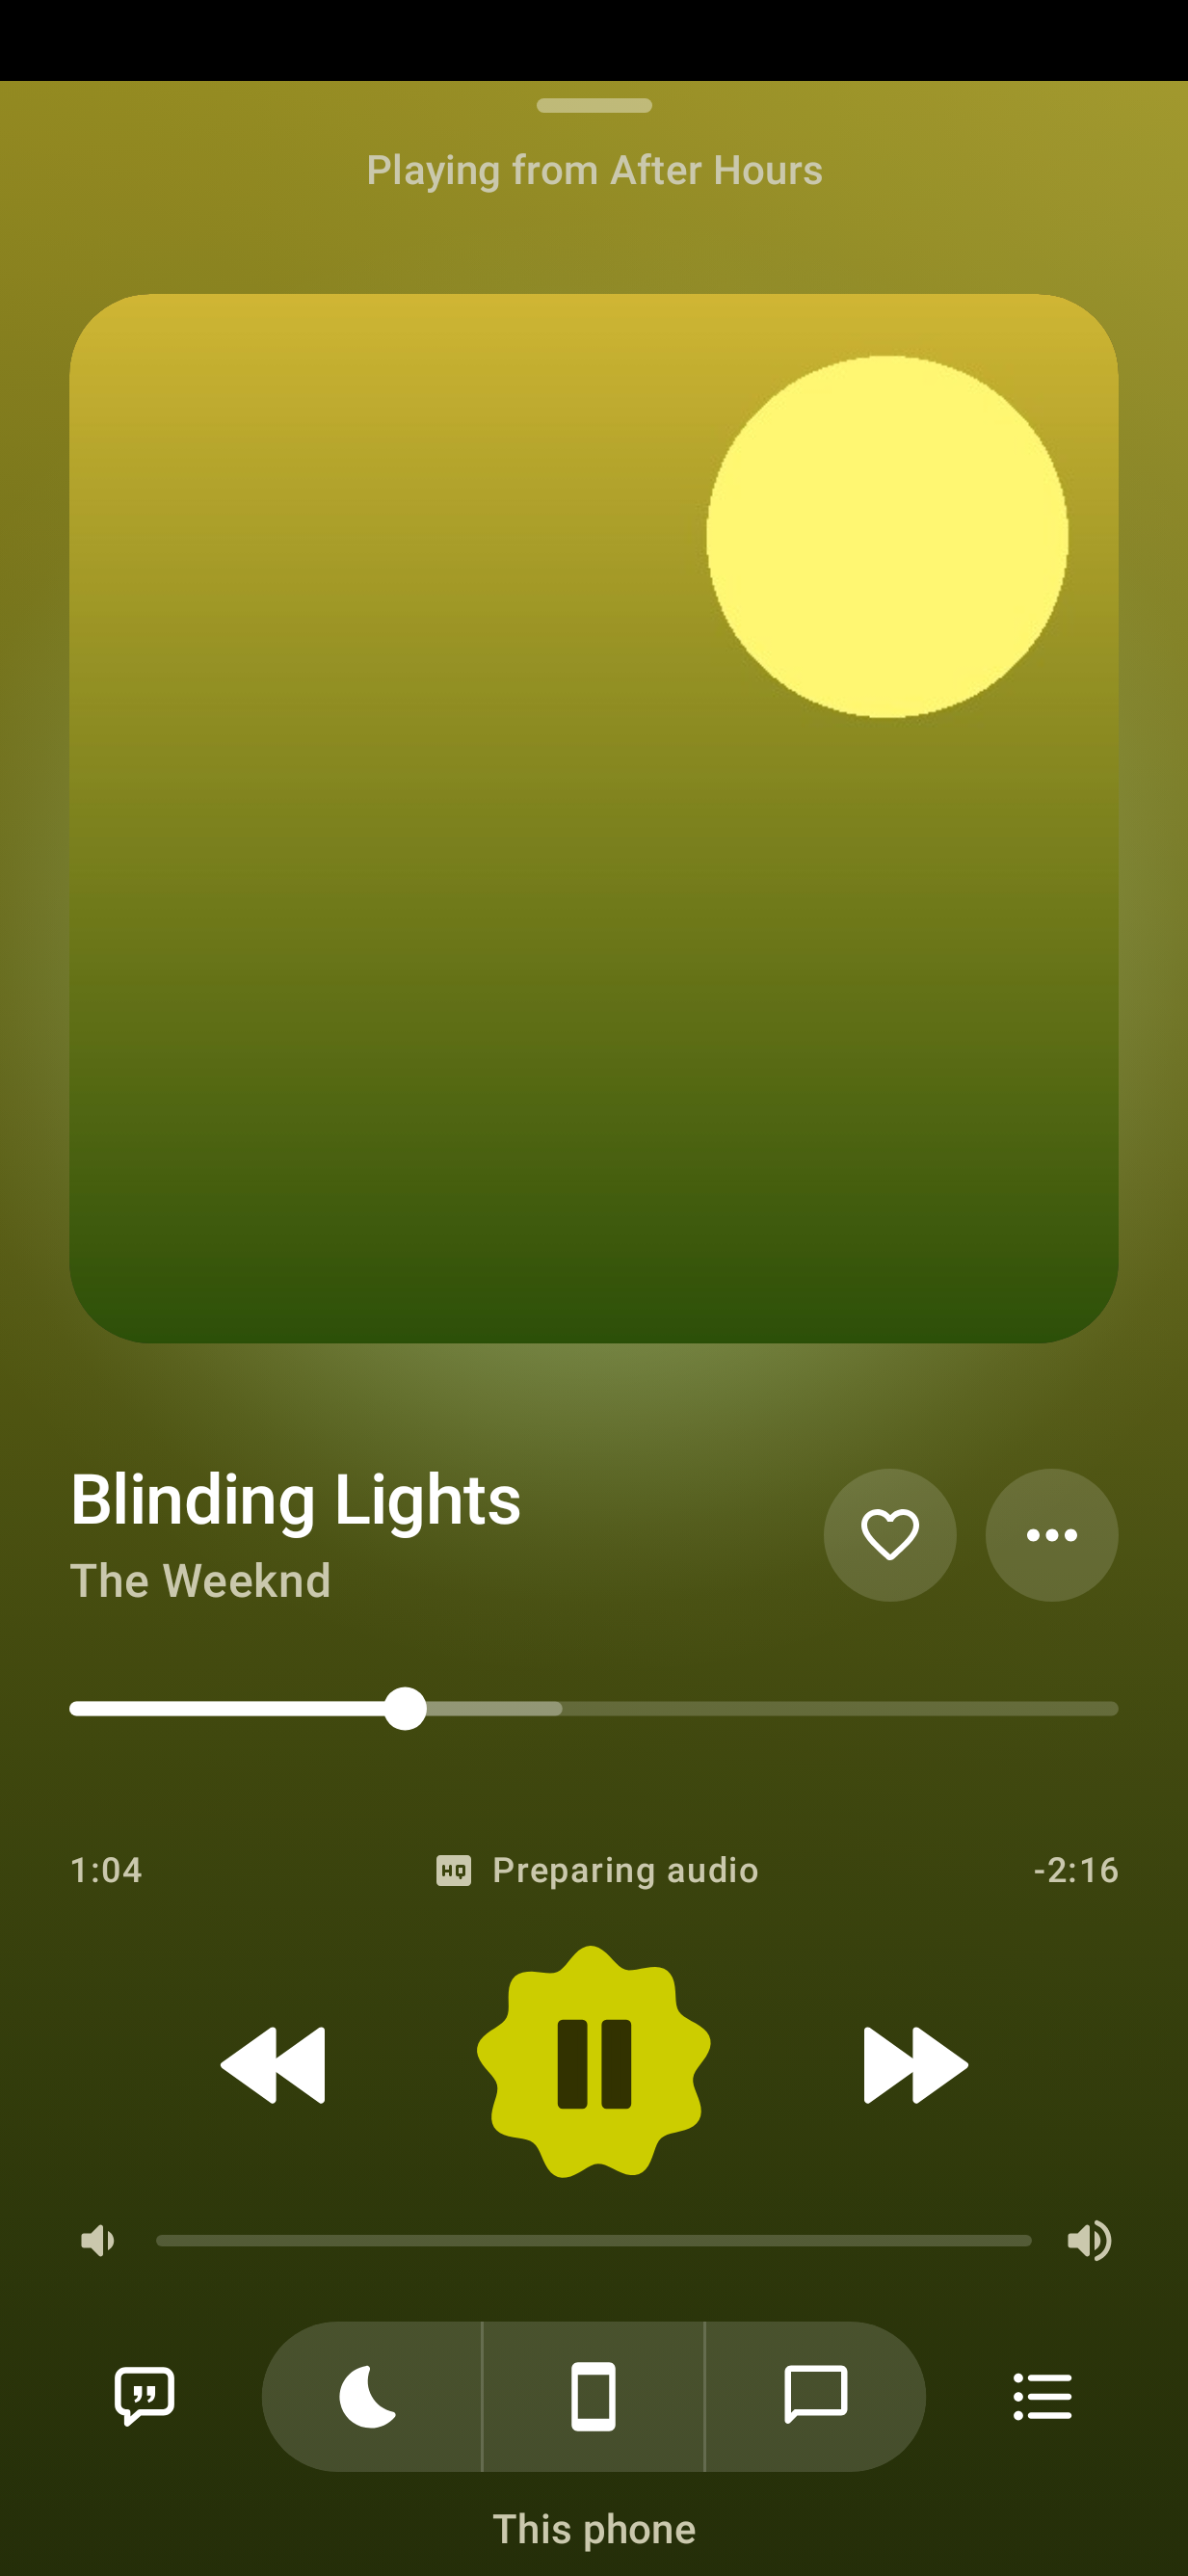 Playing from After Hours
Blinding Lights
The Weeknd
1:04
HQ Preparing audio
-2:16
This phone